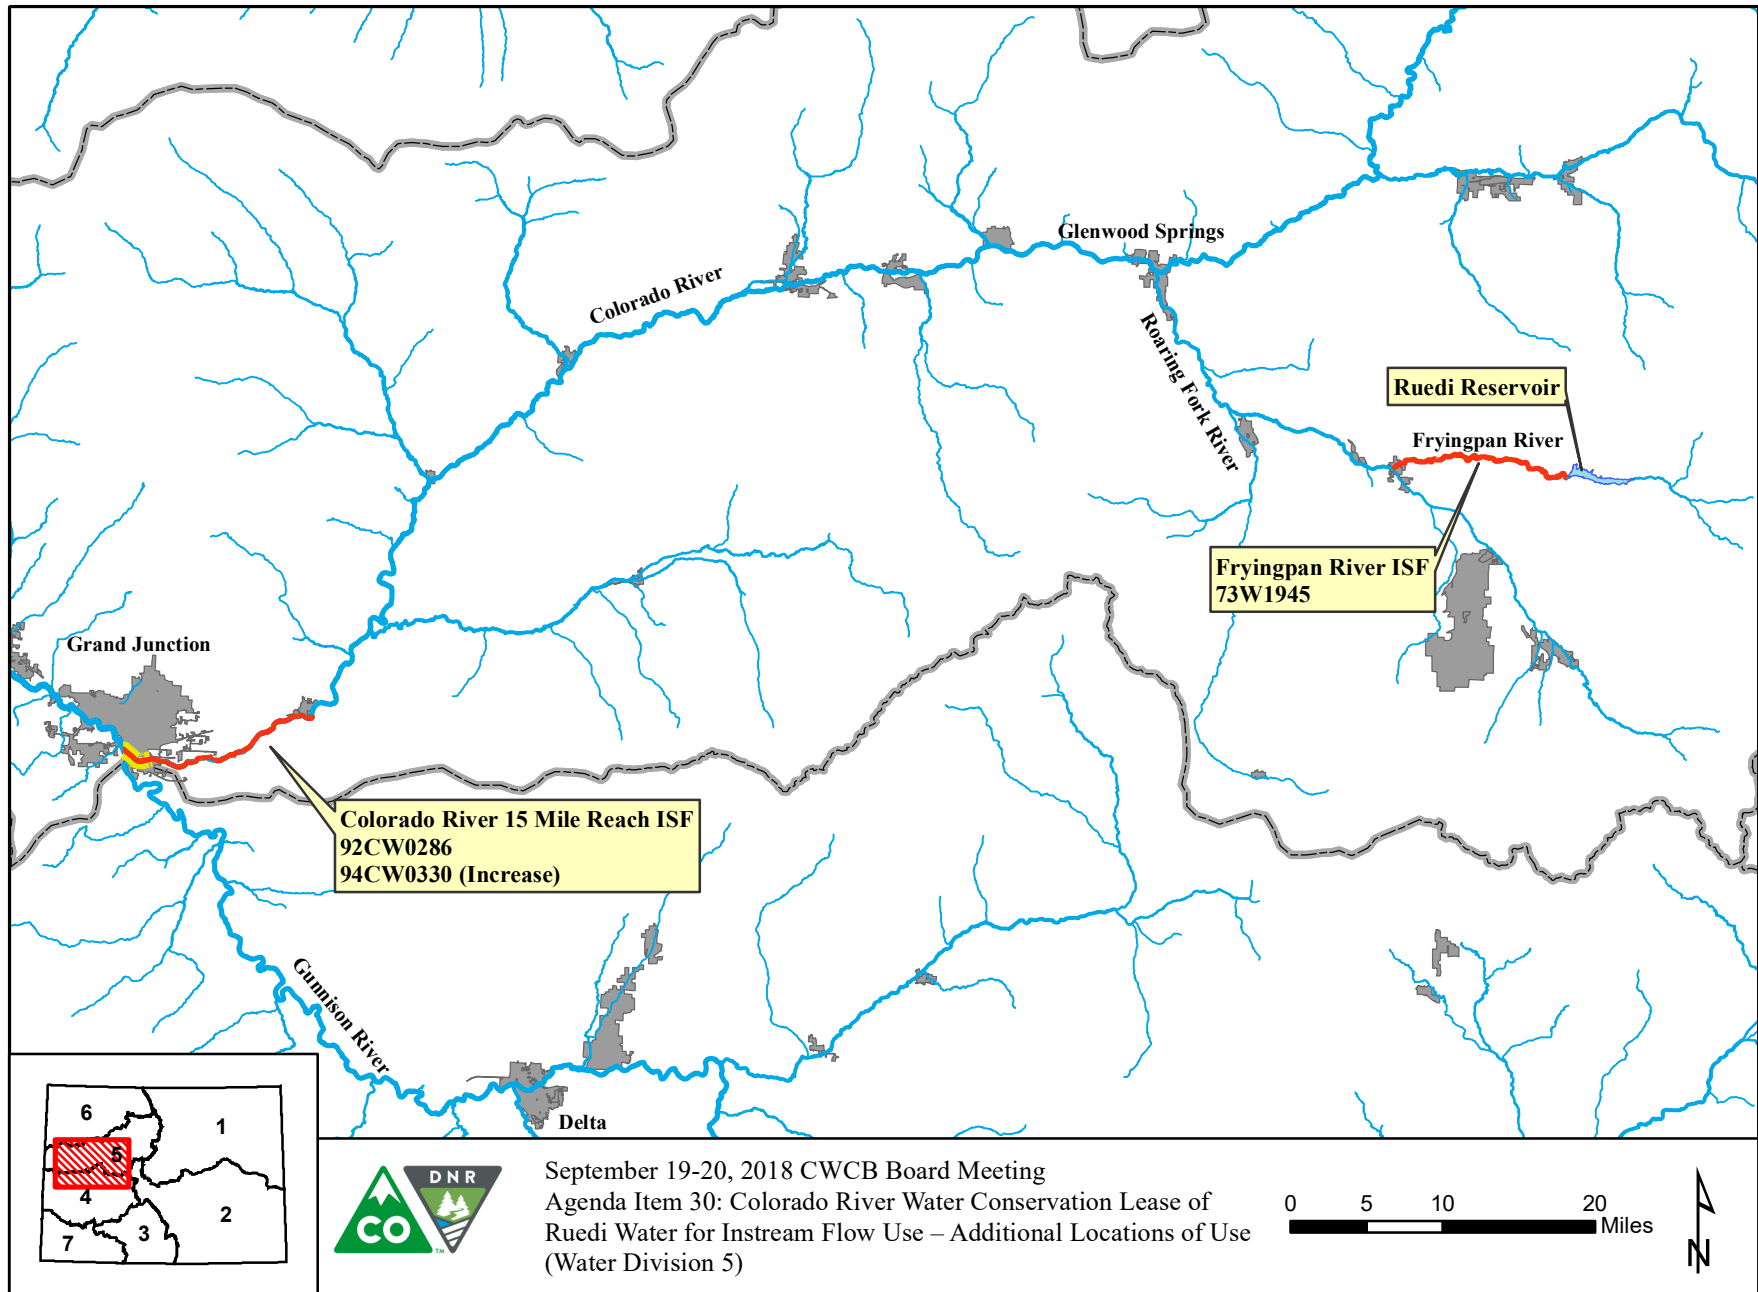 Glenwood Springs
Colorado River
Roaring Fork River
Ruedi Reservoir
Fryingpan River
Fryingpan River ISF
73W1945
Grand Junction
Colorado River 15 Mile Reach ISF
92CW0286
94CW0330 (Increase)
Gunnison River
Delta
6
1
5
4
2
3
7
CO
TM
DNR
September 19-20, 2018 CWCB Board Meeting
Agenda Item 30: Colorado River Water Conservation Lease of
Ruedi Water for Instream Flow Use – Additional Locations of Use
(Water Division 5)
0 5 10 20
Miles
N